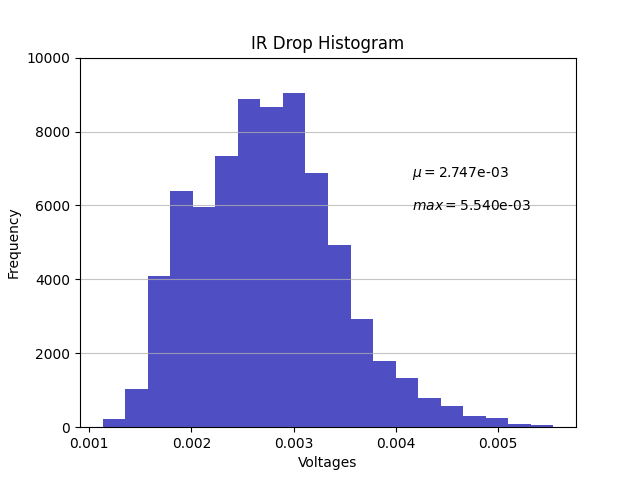 IR Drop Histogram
10000
8000
6000
4000
2000
0
Frequency
μ = 2.747e-03
max = 5.540e-03
0.001 0.002 0.003 0.004 0.005
Voltages